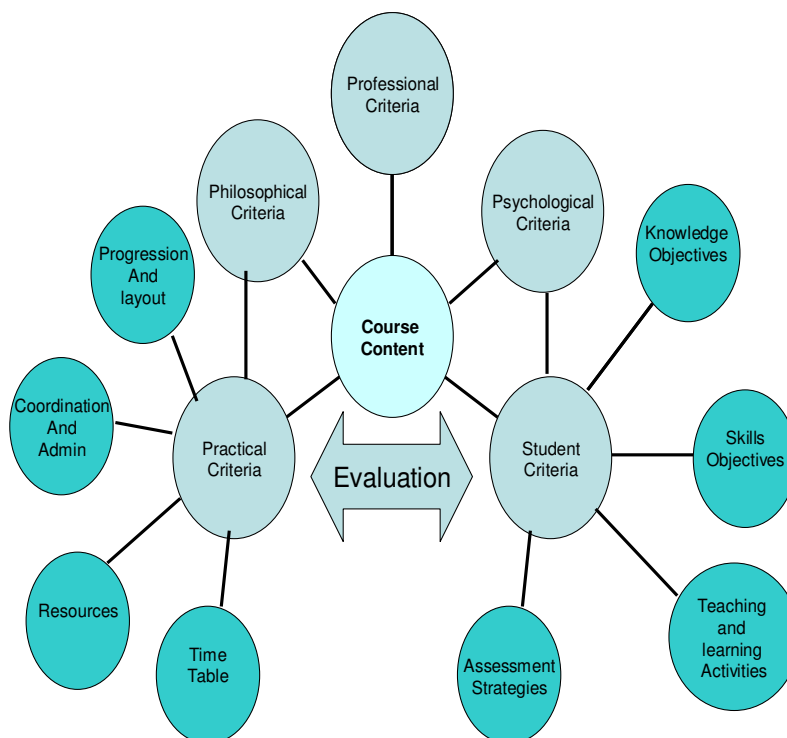 Professional
Criteria
Philosophical
Criteria
Psychological
Criteria
Knowledge
Objectives
Progression
And
layout
Course
Content
Coordination
And
Admin
Practical
Criteria
Evaluation
Student
Criteria
Skills
Objectives
Resources
Time
Table
Assessment
Strategies
Teaching
and
learning
Activities